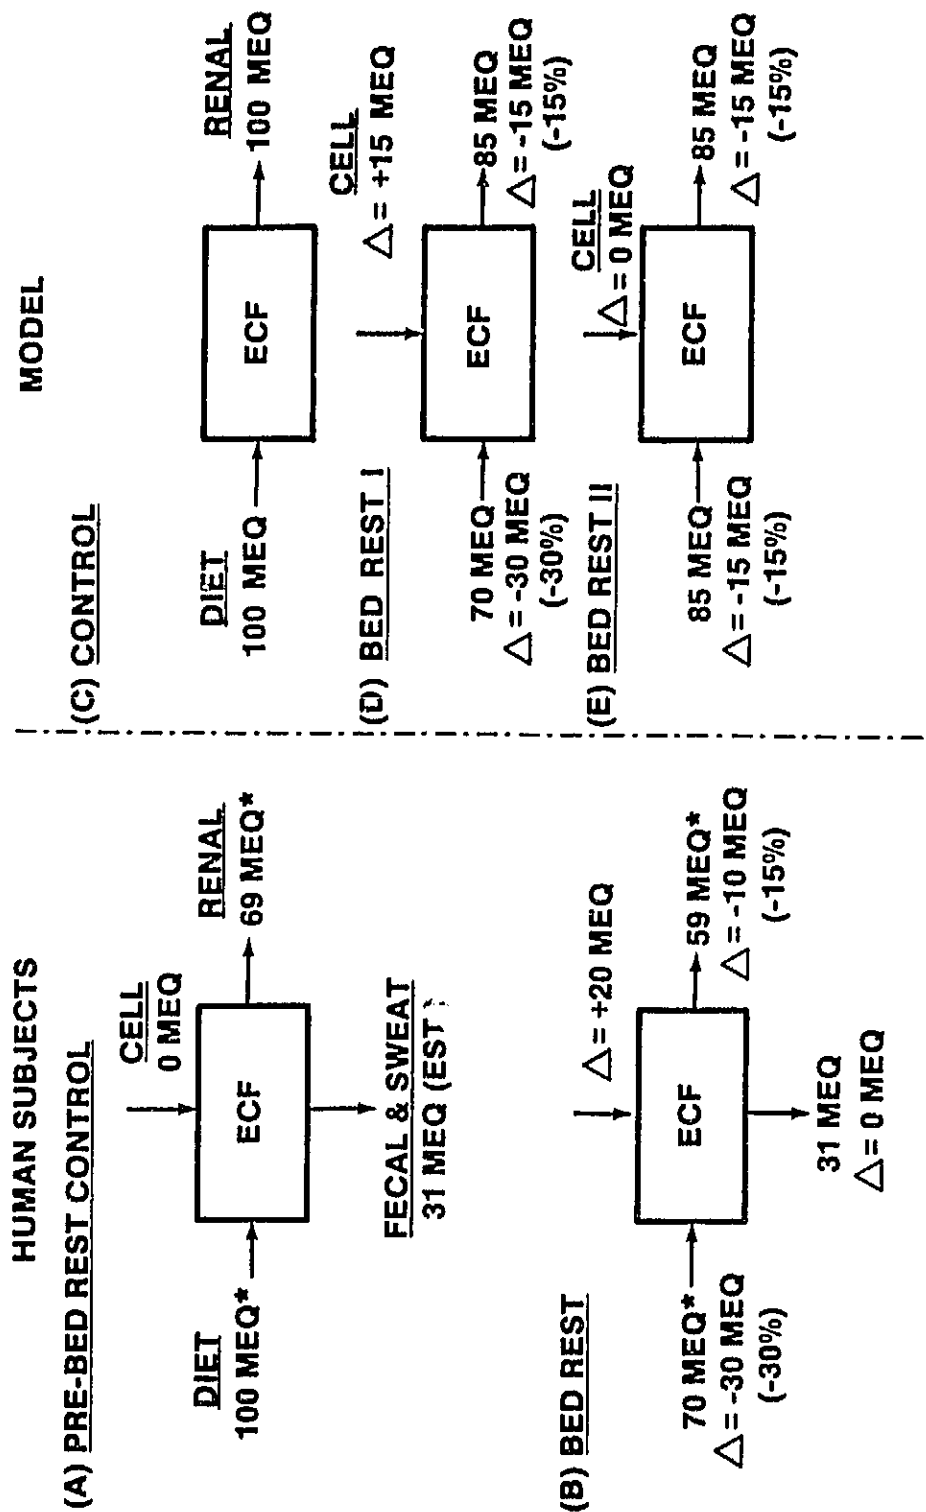 HUMAN SUBJECTS
(A) PRE-BED REST CONTROL
CELL
0 MEQ
DIET
100 MEQ*
ECF
RENAL
69 MEQ*
FECAL & SWEAT
31 MEQ (EST)
(B) BED REST
△= +20 MEQ
70 MEQ*
△= -30 MEQ
(-30%)
ECF
59 MEQ*
△= -10 MEQ
(-15%)
31 MEQ
△= 0 MEQ
MODEL
(C) CONTROL
DIET
100 MEQ
ECF
RENAL
100 MEQ
(D) BED REST I
CELL
△= +15 MEQ
70 MEQ
△= -30 MEQ
(-30%)
ECF
85 MEQ
△= -15 MEQ
(-15%)
(E) BED REST II
CELL
△= 0 MEQ
85 MEQ
△= -15 MEQ
(-15%)
ECF
85 MEQ
△= -15 MEQ
(-15%)